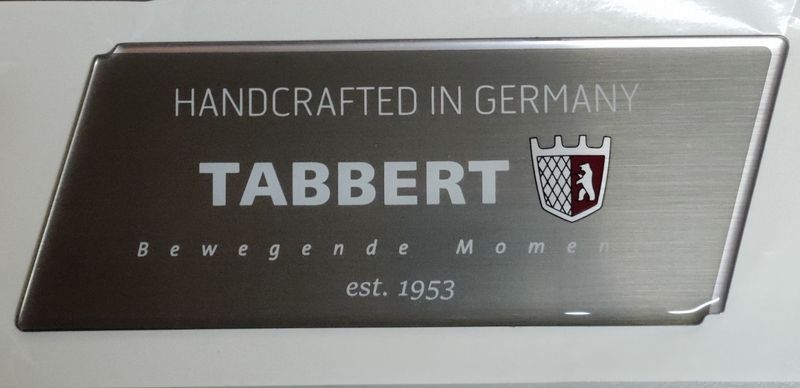 HANDCRAFTED IN GERMANY
TABBERT
Bewegende
est. 1953